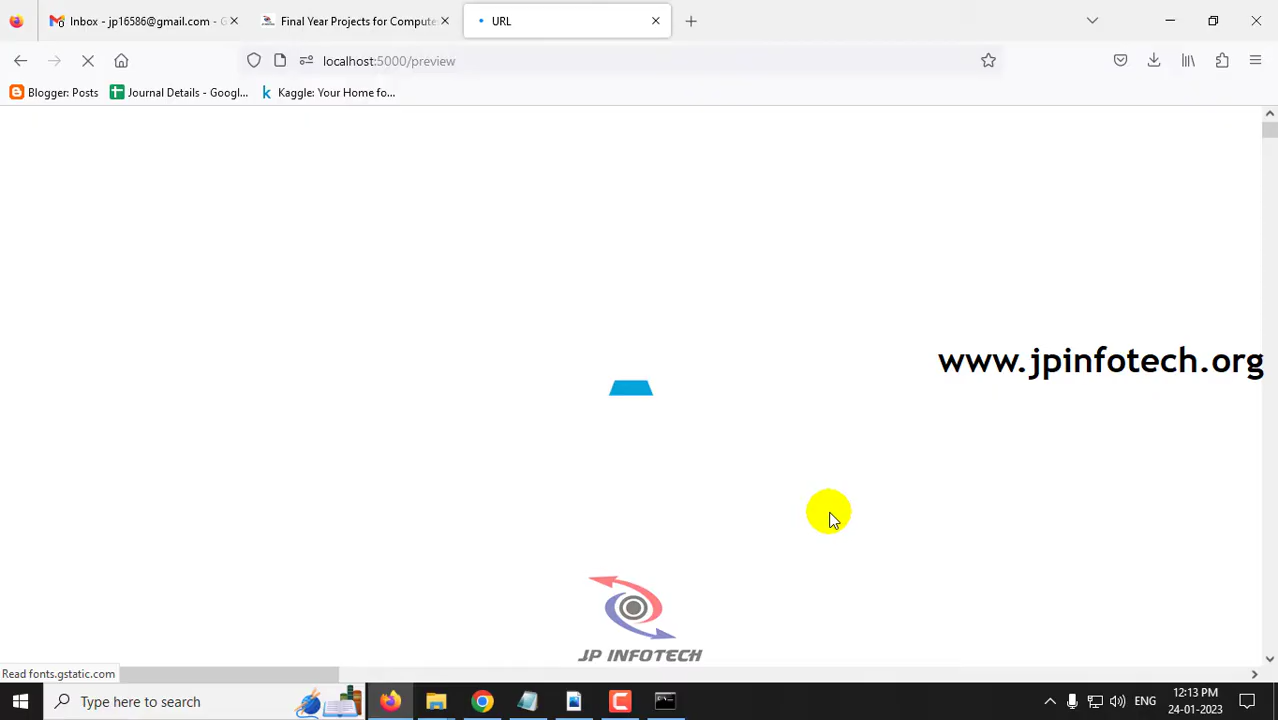 Inbox - jp16586@gmail.com - G
Final Year Projects for Compute
URL
localhost:5000/preview
Blogger: Posts
Journal Details - Googl...
Kaggle: Your Home fo...
k
www.jpinfotech.org
JP INFOTECH
Read fonts.gstatic.com
Type here to search
ENG
12:13 PM
24-01-2023